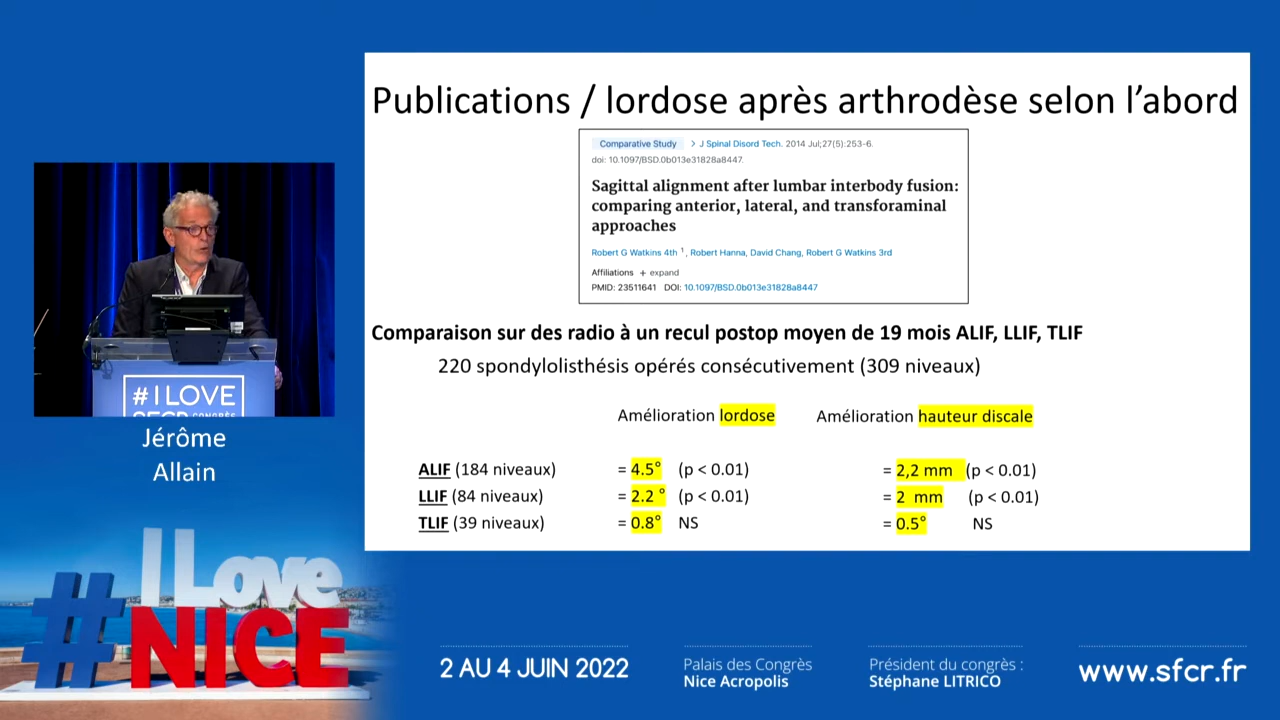 Publications / lordose après arthrodèse selon l’abord
Comparative Study > J Spinal Disord Tech. 2014 Jul;27(5):253-6.
doi: 10.1097/BSD.0b013e31828a8447.
Sagittal alignment after lumbar interbody fusion:
comparing anterior, lateral, and transforaminal
approaches
Robert G Watkins 4th 1, Robert Hanna, David Chang, Robert G Watkins 3rd
Affiliations + expand
PMID: 23511641 DOI: 10.1097/BSD.0b013e31828a8447
Comparaison sur des radio à un recul postop moyen de 19 mois ALIF, LLIF, TLIF
220 spondylolisthésis opérés consécutivement (309 niveaux)
Amélioration lordose Amélioration hauteur discale
ALIF (184 niveaux) = 4.5° (p < 0.01) = 2,2 mm (p < 0.01)
LLIF (84 niveaux) = 2.2 ° (p < 0.01) = 2 mm (p < 0.01)
TLIF (39 niveaux) = 0.8° NS = 0.5° NS
# I LOVE
SFCR CONGRÈS
Jérôme
Allain
# I Love
NICE
2 AU 4 JUIN 2022
Palais des Congrès
Nice Acropolis
Président du congrès :
Stéphane LITRICO
www.sfcr.fr